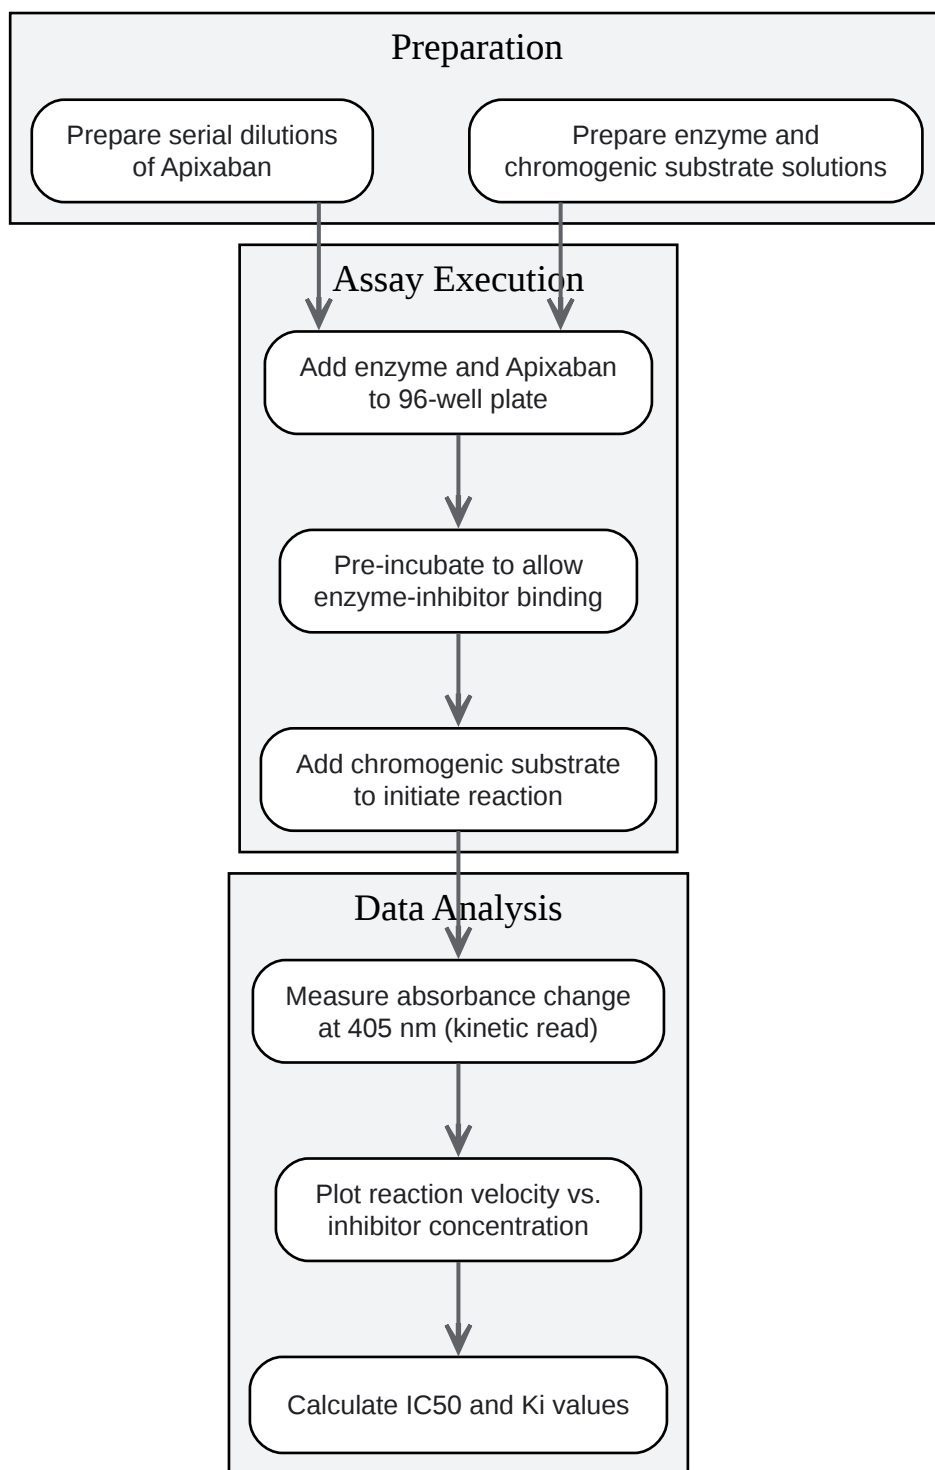 Preparation
Prepare serial dilutions
of Apixaban
Prepare enzyme and
chromogenic substrate solutions
Assay Execution
Add enzyme and Apixaban
to 96-well plate
Pre-incubate to allow
enzyme-inhibitor binding
Add chromogenic substrate
to initiate reaction
Data Analysis
Measure absorbance change
at 405 nm (kinetic read)
Plot reaction velocity vs.
inhibitor concentration
Calculate IC50 and Ki values